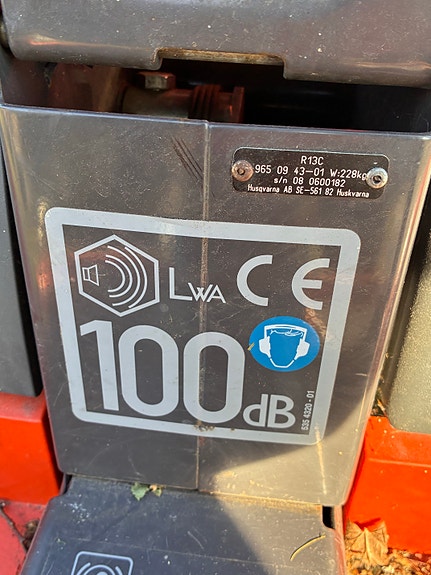 R13C
965 09 43-01 W:228kg
s/n 08 0600182
Husqvarna AB SE-561 82 Huskvarna
LWA CE
100dB
535 4320-01